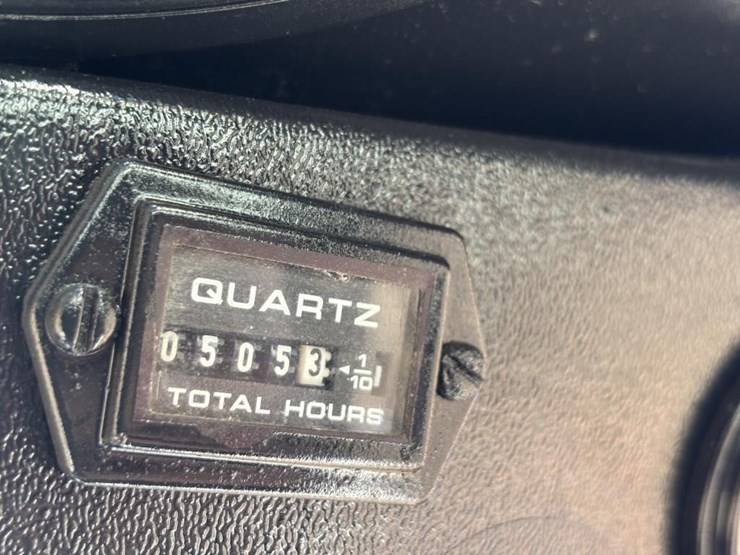 QUARTZ
05053 ◄ 1/10
TOTAL HOURS